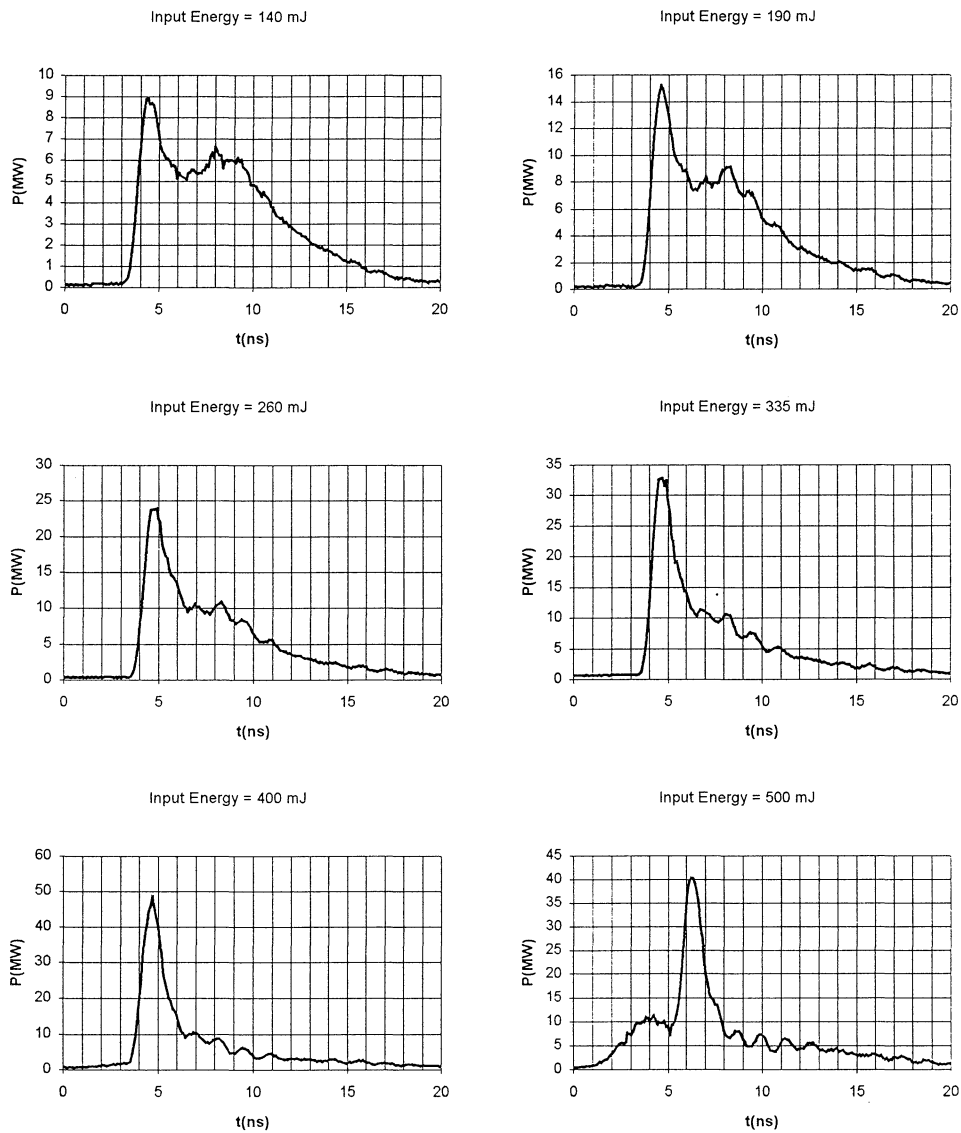 Input Energy = 140 mJ
10
9
8
7
6
5
4
3
2
1
0
P(MW)
0 5 10 15 20
t(ns)
Input Energy = 190 mJ
16
14
12
10
8
6
4
2
0
P(MW)
0 5 10 15 20
t(ns)
Input Energy = 260 mJ
30
25
20
15
10
5
0
P(MW)
0 5 10 15 20
t(ns)
Input Energy = 335 mJ
35
30
25
20
15
10
5
0
P(MW)
0 5 10 15 20
t(ns)
Input Energy = 400 mJ
60
50
40
30
20
10
0
P(MW)
0 5 10 15 20
t(ns)
Input Energy = 500 mJ
45
40
35
30
25
20
15
10
5
0
P(MW)
0 5 10 15 20
t(ns)